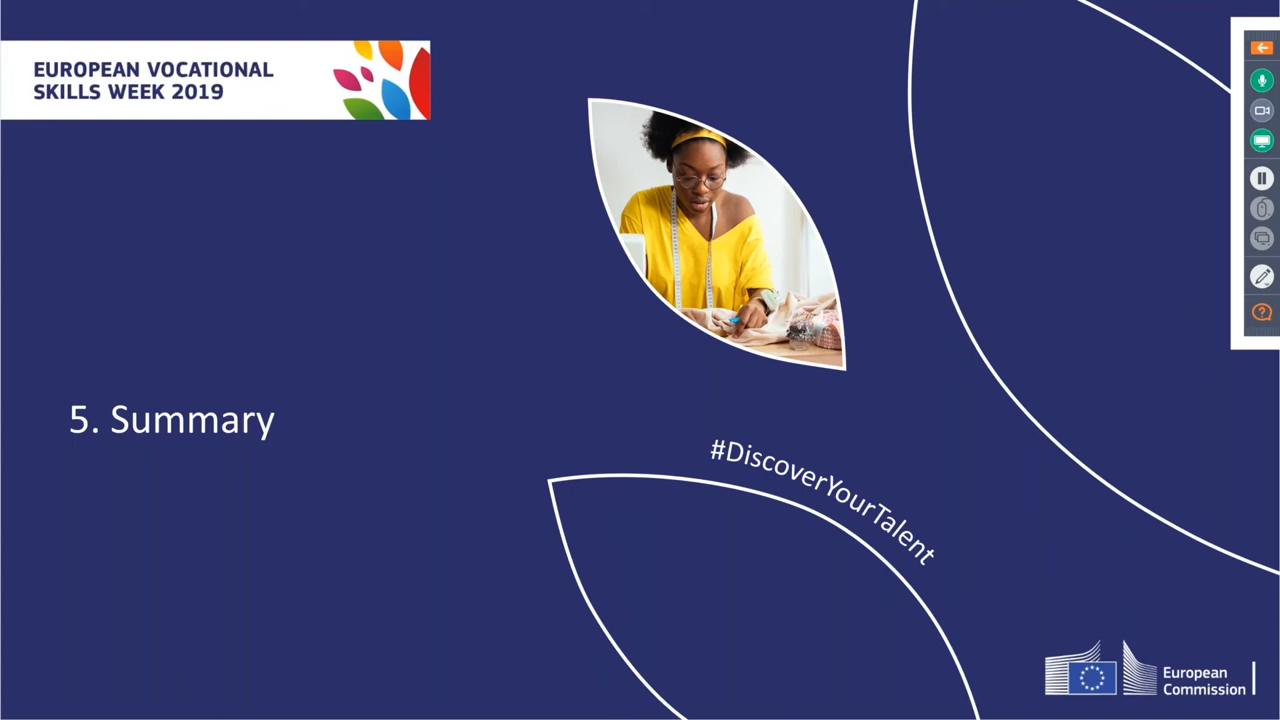 EUROPEAN VOCATIONAL
SKILLS WEEK 2019
5. Summary
#DiscoverYourTalent
European
Commission